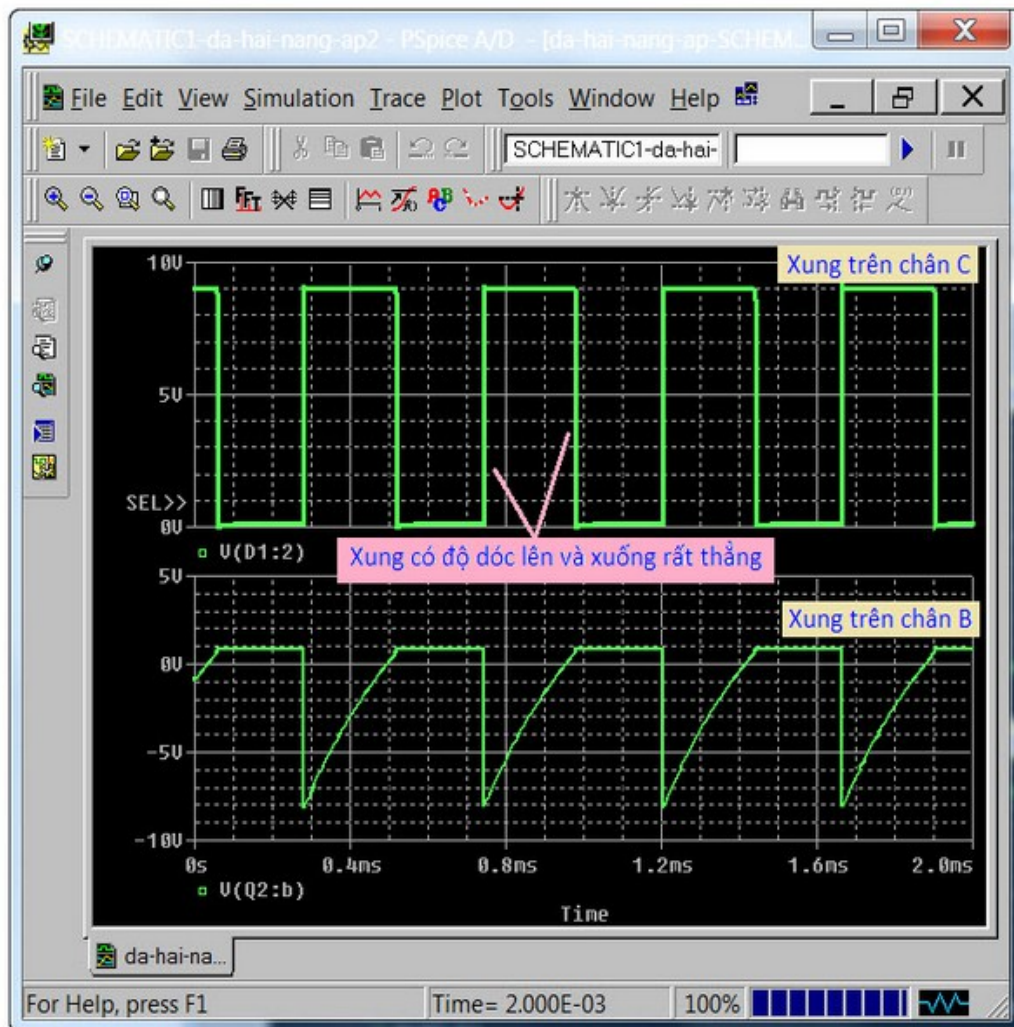 SCHEMATIC1-da-hai-nang-ap2 - PSpice A/D - [da-hai-nang-ap-SCHEM...
File Edit View Simulation Trace Plot Tools Window Help
SCHEMATIC1-da-hai-
FFT
10V
Xung trên chân C
5V
SEL>>
0V
V(D1:2)
Xung có độ dóc lên và xuống rất thẳng
5V
Xung trên chân B
0V
-5V
-10V
0s 0.4ms 0.8ms 1.2ms 1.6ms 2.0ms
V(Q2:b)
Time
da-hai-na...
For Help, press F1 Time= 2.000E-03 100%